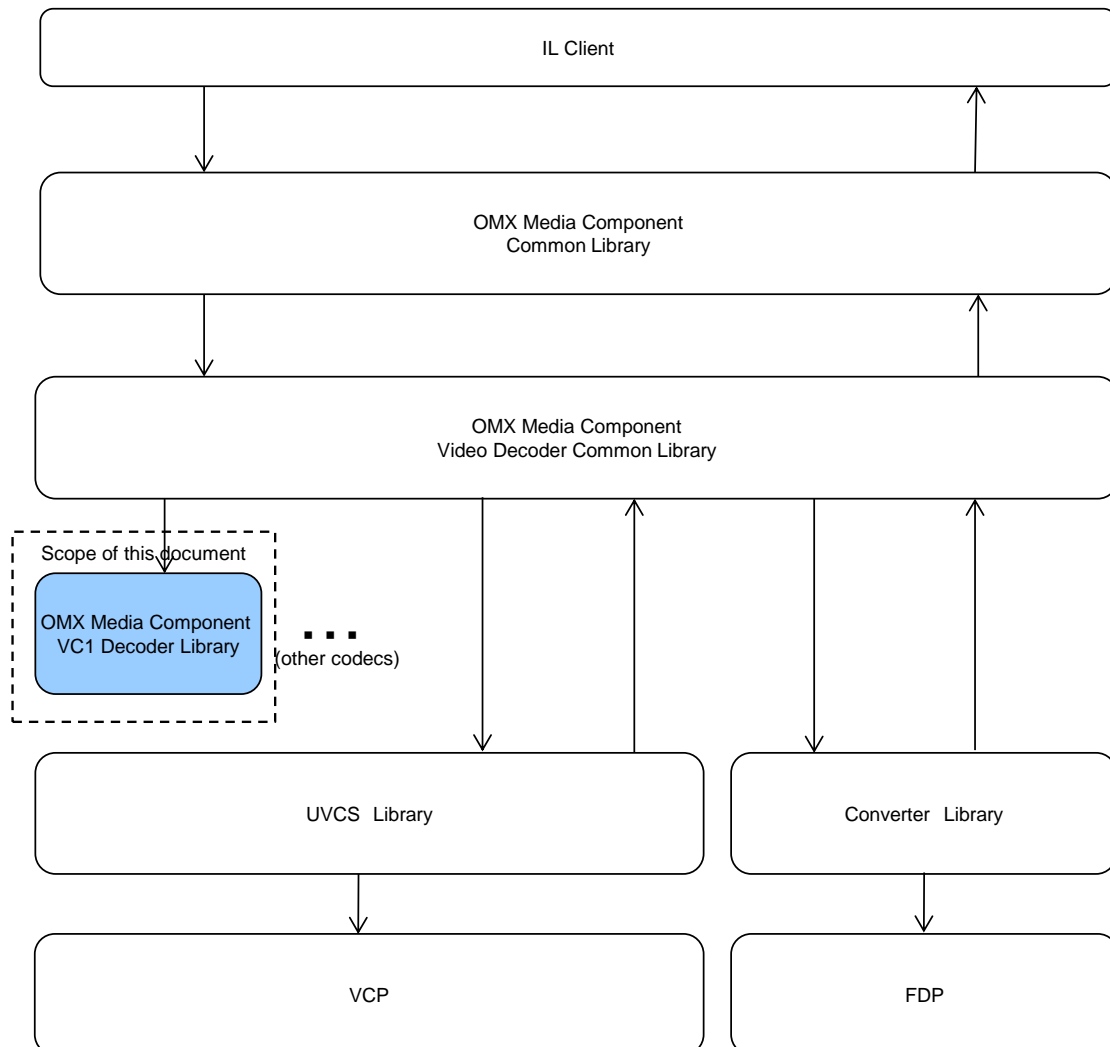 IL Client
OMX Media Component
Common Library
OMX Media Component
Video Decoder Common Library
Scope of this document
OMX Media Component
VC1 Decoder Library
...
(other codecs)
UVCS Library
Converter Library
VCP
FDP